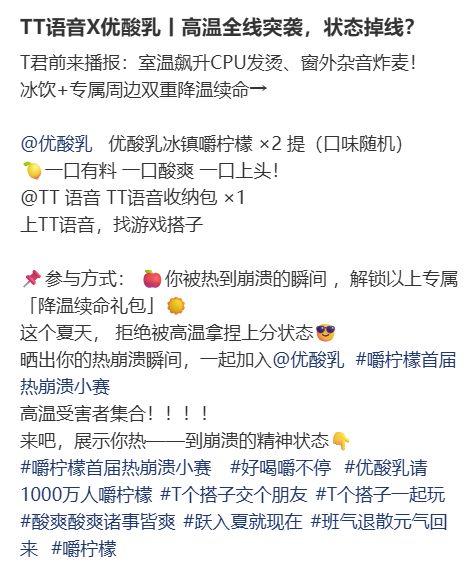 TT语音X优酸乳丨高温全线突袭，状态掉线？
T君前来播报：室温飙升CPU发烫、窗外杂音炸麦！
冰饮+专属周边双重降温续命→
@优酸乳 优酸乳冰镇嚼柠檬 ×2 提（口味随机）
🍋一口有料 一口酸爽 一口上头！
@TT 语音 TT语音收纳包 ×1
上TT语音，找游戏搭子
📌参与方式：🍎你被热到崩溃的瞬间 ，解锁以上专属
「降温续命礼包」🌞
这个夏天， 拒绝被高温拿捏上分状态😎
晒出你的热崩溃瞬间，一起加入@优酸乳 #嚼柠檬首届
热崩溃小赛
高温受害者集合！！！！
来吧，展示你热——到崩溃的精神状态👇
#嚼柠檬首届热崩溃小赛 #好喝嚼不停 #优酸乳请
1000万人嚼柠檬 #T个搭子交个朋友 #T个搭子一起玩
#酸爽酸爽诸事皆爽 #跃入夏就现在 #班气退散元气回
来 #嚼柠檬